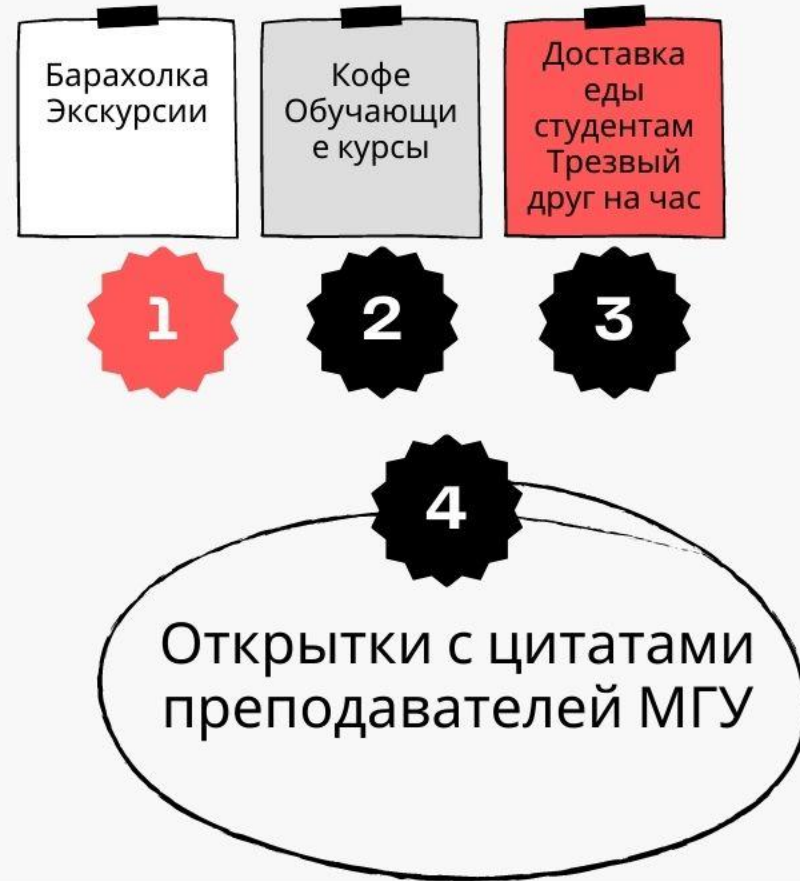 Барахолка
Экскурсии
Кофе
Обучающи
е курсы
Доставка
еды
студентам
Трезвый
друг на час
1
2
3
4
Открытки с цитатами
преподавателей МГУ